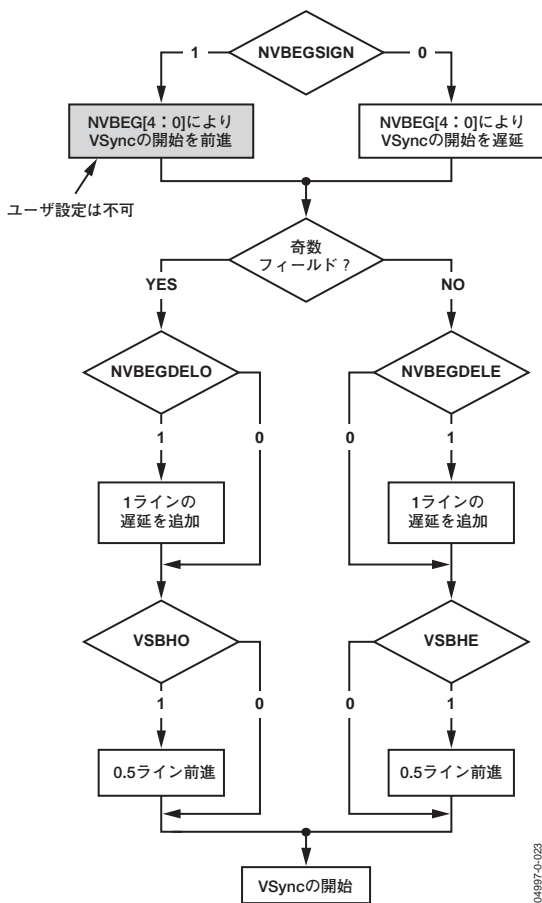 NVBEGSIGN
1
0
NVBEG[4：0]により
VSyncの開始を前進
NVBEG[4：0]により
VSyncの開始を遅延
ユーザ設定は不可
奇数
フィールド？
YES
NO
NVBEGDELO
NVBEGDELE
1
0
0
1
1ラインの
遅延を追加
1ラインの
遅延を追加
VSBHO
VSBHE
1
0
0
1
0.5ライン前進
0.5ライン前進
VSyncの開始
04997-0-023